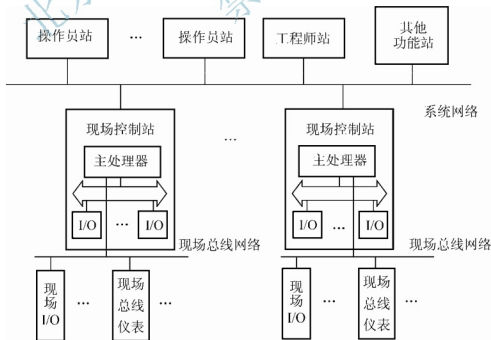 操作员站
…
操作员站
工程师站
其他
功能站
系统网络
现场控制站
主处理器
I/O
…
I/O
现场总线网络
…
现场控制站
主处理器
I/O
…
I/O
现场总线网络
现场
I/O
…
现场
总线
仪表
…
现场
I/O
…
现场
总线
仪表
…